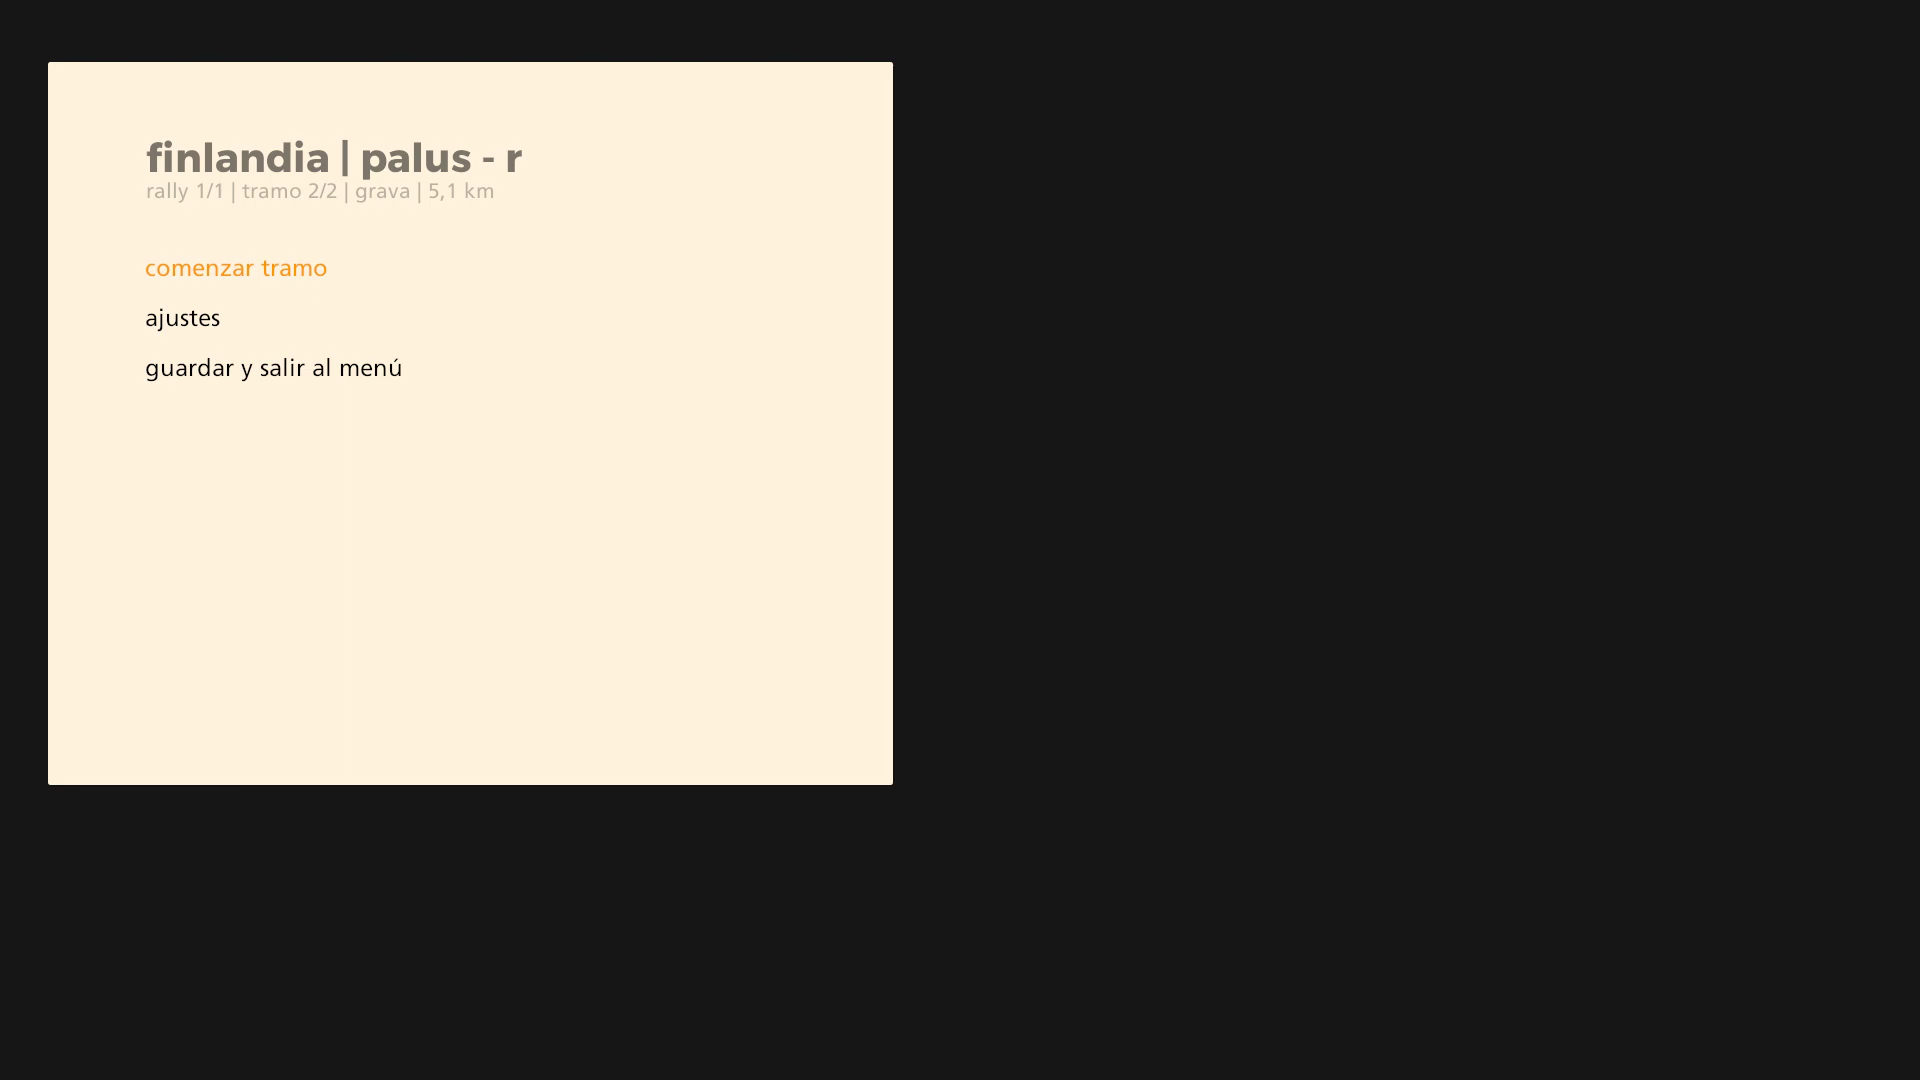 finlandia | palus - r
rally 1/1 | tramo 2/2 | grava | 5,1 km
comenzar tramo
ajustes
guardar y salir al menú